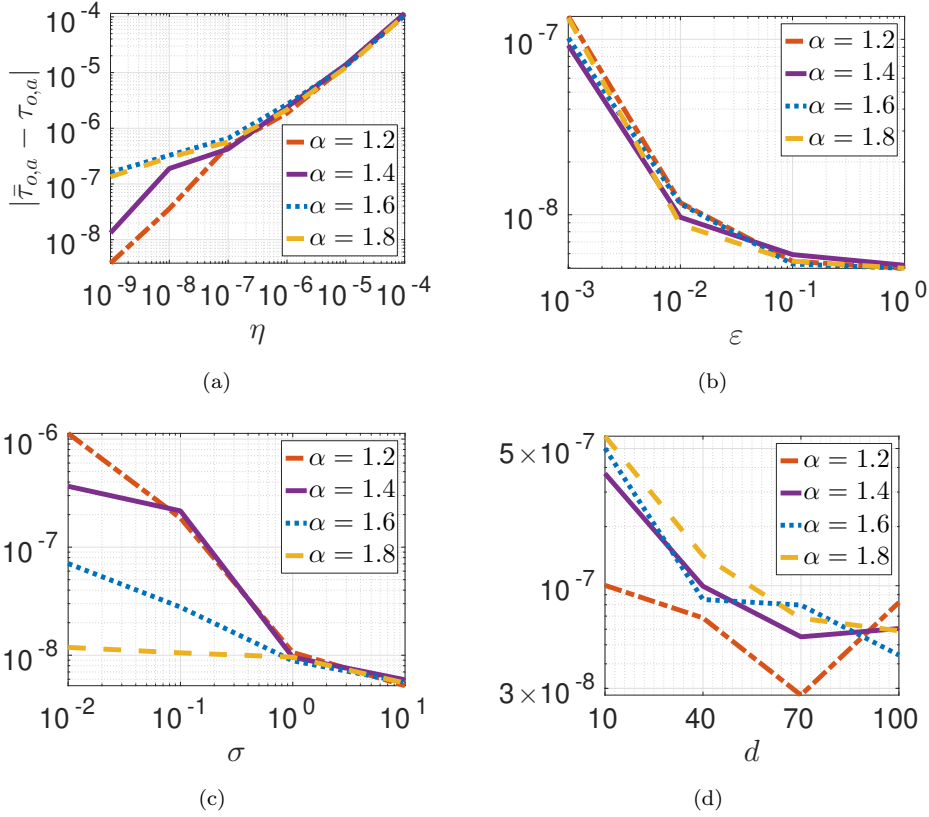 |τ̄̄_{o,a} − τ_{o,a}|
10^{-4}
10^{-5}
10^{-6}
10^{-7}
10^{-8}
α = 1.2
α = 1.4
α = 1.6
α = 1.8
10^{-9} 10^{-8} 10^{-7} 10^{-6} 10^{-5} 10^{-4}
η
(a)
10^{-7}
10^{-8}
α = 1.2
α = 1.4
α = 1.6
α = 1.8
10^{-3} 10^{-2} 10^{-1} 10^{0}
ε
(b)
10^{-6}
10^{-7}
10^{-8}
α = 1.2
α = 1.4
α = 1.6
α = 1.8
10^{-2} 10^{-1} 10^{0} 10^{1}
σ
(c)
5×10^{-7}
10^{-7}
3×10^{-8}
α = 1.2
α = 1.4
α = 1.6
α = 1.8
10 40 70 100
d
(d)